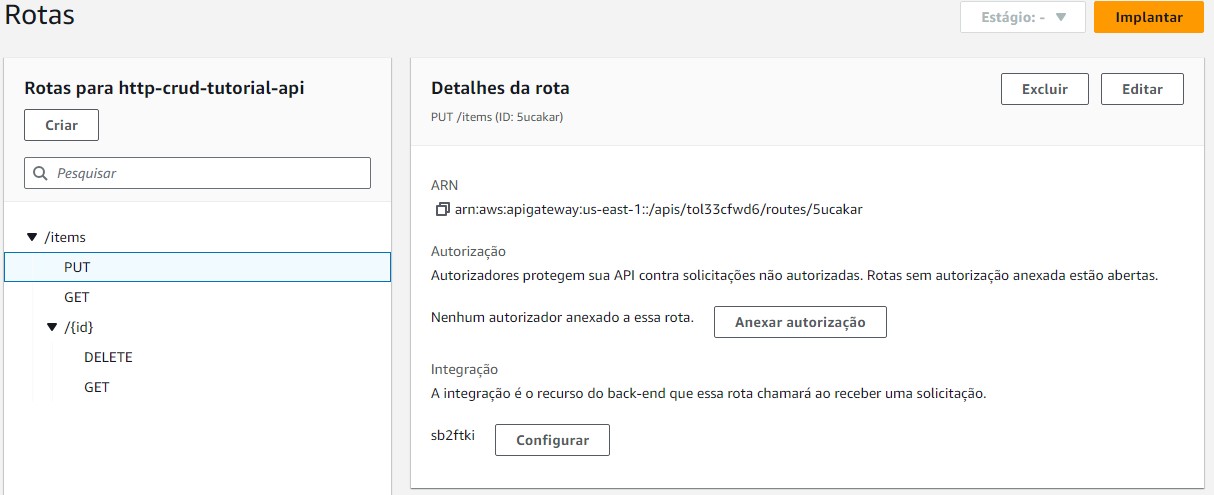 Rotas
Estágio: -
Implantar
Rotas para http-crud-tutorial-api
Criar
Pesquisar
/items
PUT
GET
/{id}
DELETE
GET
Detalhes da rota
Excluir
Editar
PUT /items (ID: 5ucakar)
ARN
arn:aws:apigateway:us-east-1::/apis/tol33cfwd6/routes/5ucakar
Autorização
Autorizadores protegem sua API contra solicitações não autorizadas. Rotas sem autorização anexada estão abertas.
Nenhum autorizador anexado a essa rota.
Anexar autorização
Integração
A integração é o recurso do back-end que essa rota chamará ao receber uma solicitação.
sb2ftki
Configurar